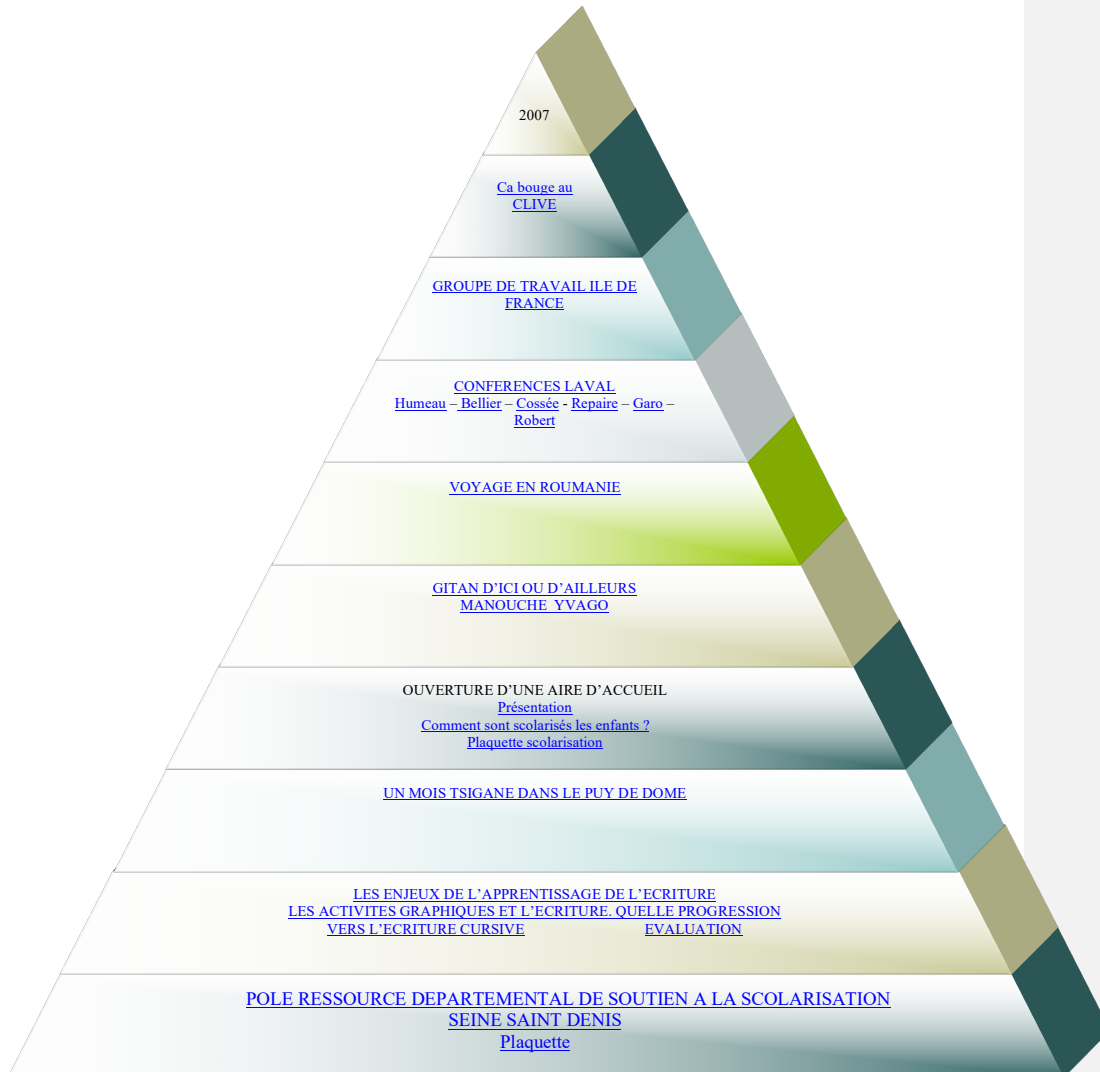 2007
Ca bouge au
CLIVE
GROUPE DE TRAVAIL ILE DE
FRANCE
CONFERENCES LAVAL
Humeau – Bellier – Cossée - Repaire – Garo –
Robert
VOYAGE EN ROUMANIE
GITAN D’ICI OU D’AILLEURS
MANOUCHE  YVAGO
OUVERTURE D’UNE AIRE D’ACCUEIL
Présentation
Comment sont scolarisés les enfants ?
Plaquette scolarisation
UN MOIS TSIGANE DANS LE PUY DE DOME
LES ENJEUX DE L’APPRENTISSAGE DE L’ECRITURE
LES ACTIVITES GRAPHIQUES ET L’ECRITURE. QUELLE PROGRESSION
VERS L’ECRITURE CURSIVE EVALUATION
POLE RESSOURCE DEPARTEMENTAL DE SOUTIEN A LA SCOLARISATION
SEINE SAINT DENIS
Plaquette